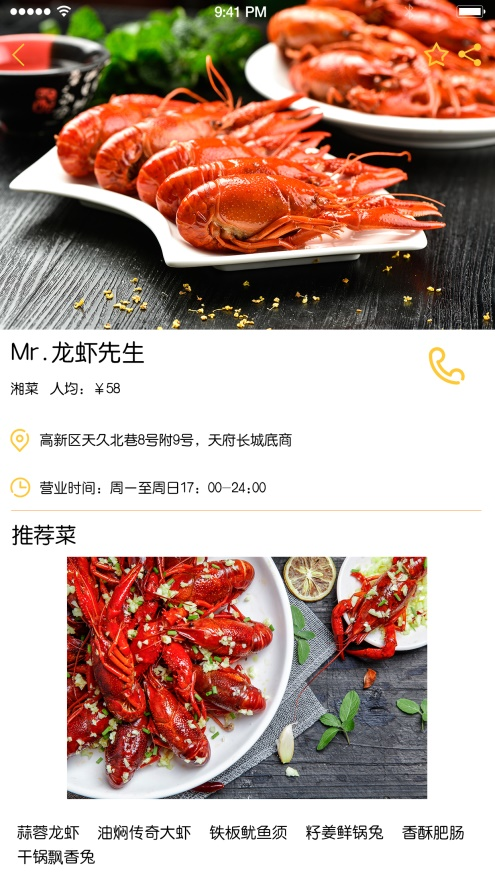 9:41 PM
Mr.龙虾先生
湘菜 人均：￥58
高新区天久北巷8号附9号，天府长城底商
营业时间：周一至周日17：00-24:00
推荐菜
蒜蓉龙虾 油焖传奇大虾 铁板鱿鱼须 籽姜鲜锅兔 香酥肥肠
干锅飘香兔